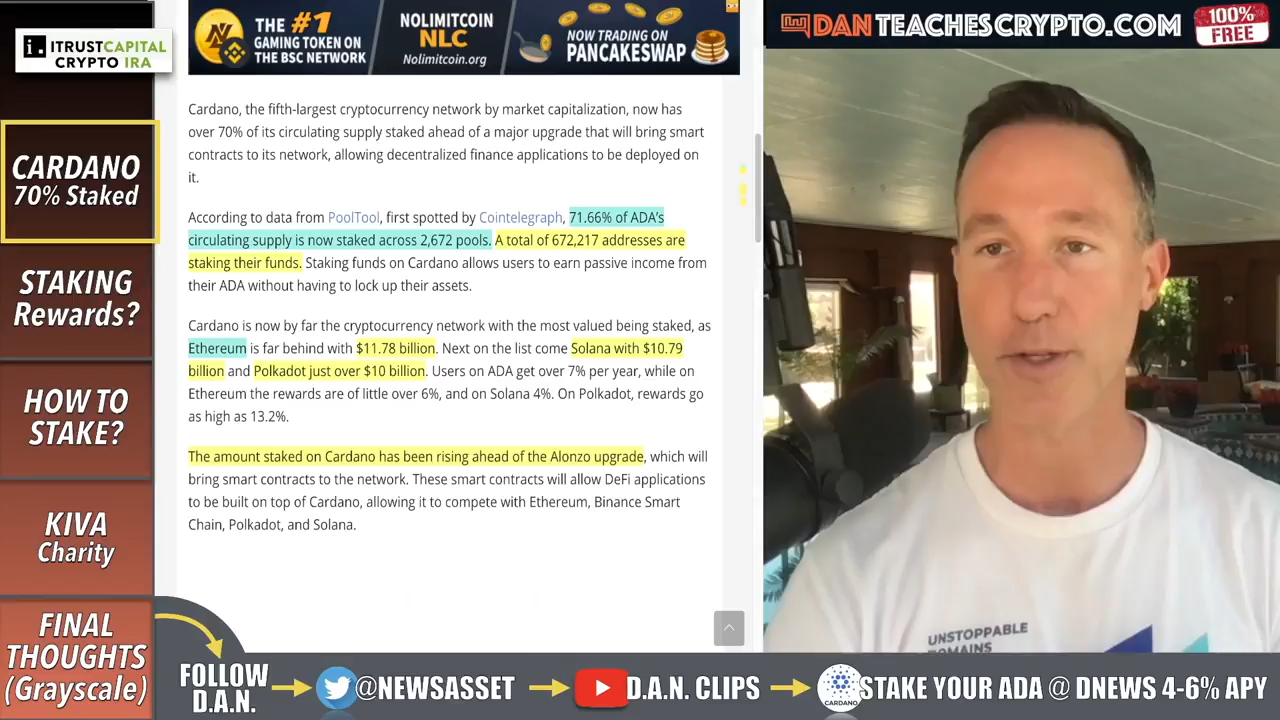 i.
ITRUSTCAPITAL
CRYPTO IRA
CARDANO
70% Staked
STAKING
Rewards?
HOW TO
STAKE?
KIVA
Charity
FINAL
THOUGHTS
(Grayscale)
THE #1
GAMING TOKEN ON
THE BSC NETWORK
NOLIMITCOIN
NLC
Nolimitcoin.org
NOW TRADING ON
PANCAKESWAP
DANTEACHESCRYPTO.COM
100%
FREE
Cardano, the fifth-largest cryptocurrency network by market capitalization, now has
over 70% of its circulating supply staked ahead of a major upgrade that will bring smart
contracts to its network, allowing decentralized finance applications to be deployed on
it.
According to data from PoolTool, first spotted by Cointelegraph, 71.66% of ADA's
circulating supply is now staked across 2,672 pools. A total of 672,217 addresses are
staking their funds. Staking funds on Cardano allows users to earn passive income from
their ADA without having to lock up their assets.
Cardano is now by far the cryptocurrency network with the most valued being staked, as
Ethereum is far behind with $11.78 billion. Next on the list come Solana with $10.79
billion and Polkadot just over $10 billion. Users on ADA get over 7% per year, while on
Ethereum the rewards are of little over 6%, and on Solana 4%. On Polkadot, rewards go
as high as 13.2%.
The amount staked on Cardano has been rising ahead of the Alonzo upgrade, which will
bring smart contracts to the network. These smart contracts will allow DeFi applications
to be built on top of Cardano, allowing it to compete with Ethereum, Binance Smart
Chain, Polkadot, and Solana.
UNSTOPPABLE
DOMAINS
FOLLOW
D.A.N.
@NEWSASSET
D.A.N. CLIPS
CARDANO
STAKE YOUR ADA @ DNEWS 4-6% APY